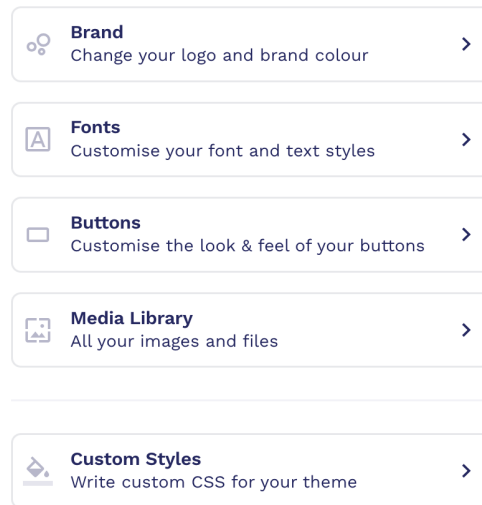 Brand
Change your logo and brand colour
Fonts
Customise your font and text styles
Buttons
Customise the look & feel of your buttons
Media Library
All your images and files
Custom Styles
Write custom CSS for your theme